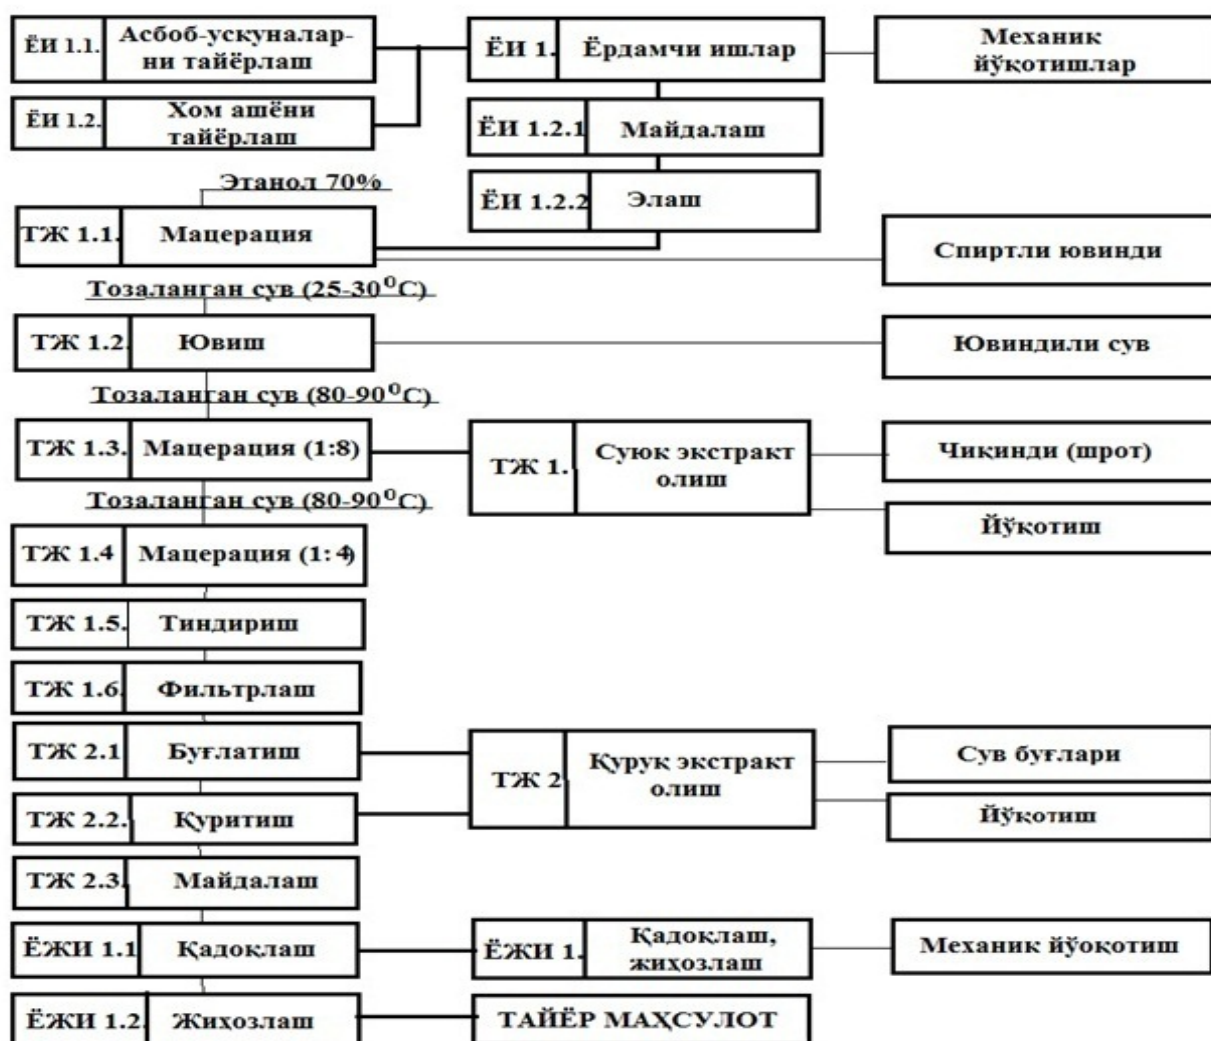 ЁИ 1.1.
Асбоб-ускуналар-
ни тайёрлаш
ЁИ 1.
Ёрдамчи ишлар
Механик
йўқотишлар
ЁИ 1.2.
Хом ашёни
тайёрлаш
ЁИ 1.2.1
Майдалаш
Этанол 70%
ЁИ 1.2.2
Элаш
ТЖ 1.1.
Мацерация
Спиртли ювинди
Тозаланган сув (25-30⁰С)
ТЖ 1.2.
Ювиш
Ювиндили сув
Тозаланган сув (80-90⁰С)
ТЖ 1.3.
Мацерация (1:8)
ТЖ 1.
Суюк экстракт
олиш
Чиқинди (шрот)
Тозаланган сув (80-90⁰С)
Йўқотиш
ТЖ 1.4
Мацерация (1:4)
ТЖ 1.5.
Тиндириш
ТЖ 1.6.
Фильтрлаш
ТЖ 2.1
Буғлатиш
ТЖ 2
Қуруқ экстракт
олиш
Сув буғлари
ТЖ 2.2.
Қуритиш
Йўқотиш
ТЖ 2.3.
Майдалаш
ЁЖИ 1.1
Қадоқлаш
ЁЖИ 1.
Қадоқлаш,
жиҳозлаш
Механик йўоқотиш
ЁЖИ 1.2.
Жиҳозлаш
ТАЙЁР МАҲСУЛОТ